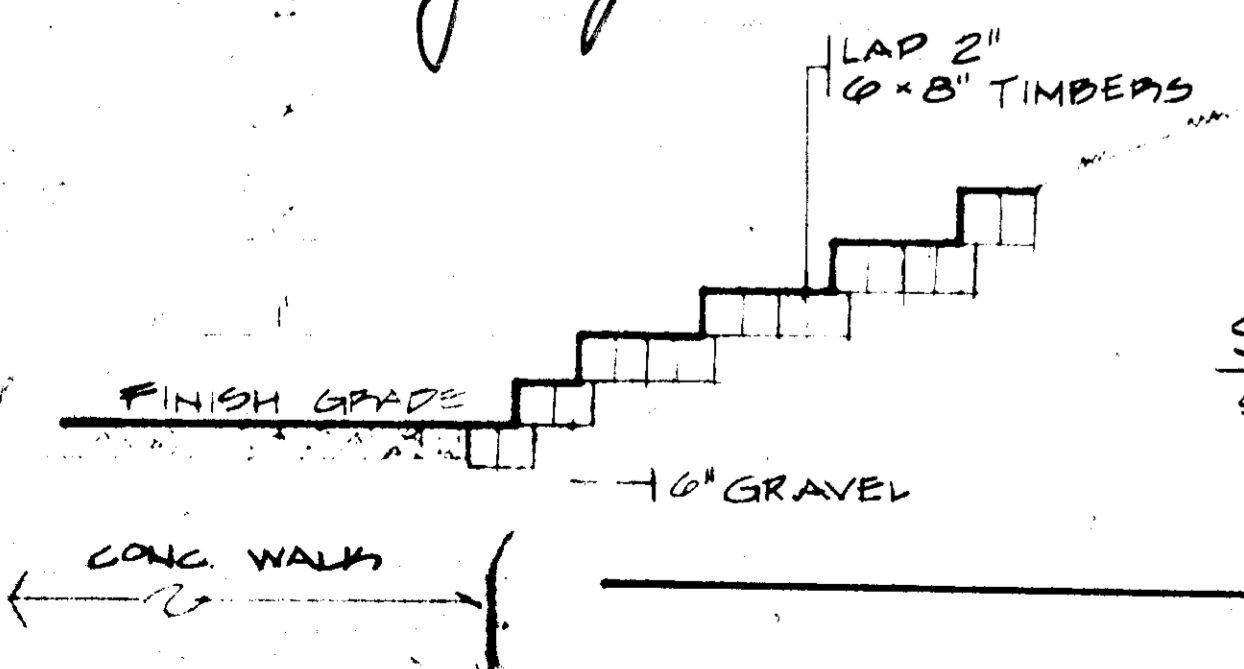 LAP 2"
6 x 8" TIMBERS
FINISH GRADE
6" GRAVEL
CONC. WALK